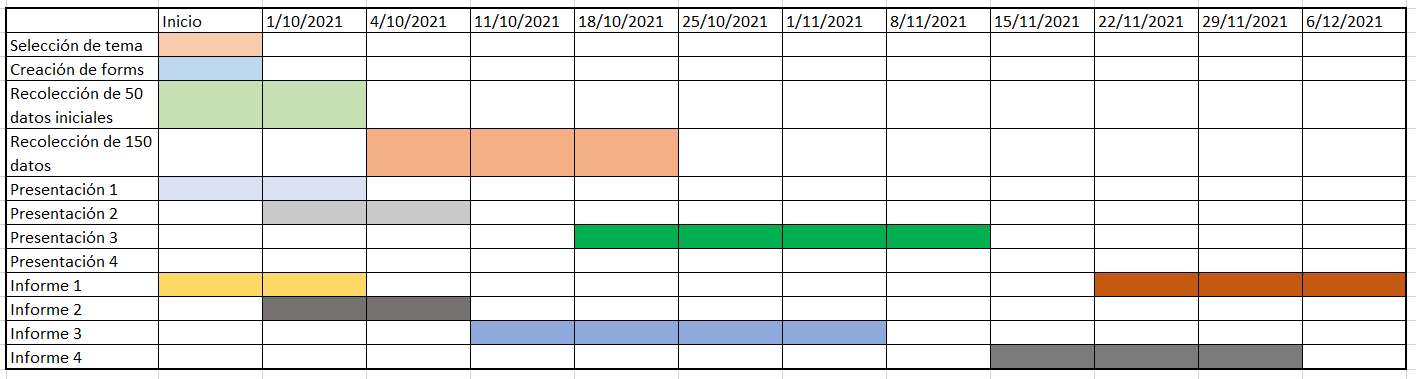 Inicio 1/10/2021 4/10/2021 11/10/2021 18/10/2021 25/10/2021 1/11/2021 8/11/2021 15/11/2021 22/11/2021 29/11/2021 6/12/2021
Selección de tema
Creación de forms
Recolección de 50
datos iniciales
Recolección de 150
datos
Presentación 1
Presentación 2
Presentación 3
Presentación 4
Informe 1
Informe 2
Informe 3
Informe 4